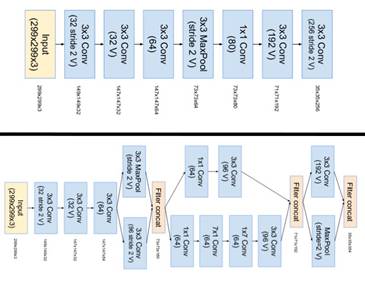 Input
(299x299x3)
299x299x3
3x3 Conv
(32 stride 2 V)
149x149x32
3x3 Conv
(32 V)
147x147x32
3x3 Conv
(64)
147x147x64
3x3 MaxPool
(stride 2 V)
73x73x64
1x1 Conv
(80)
73x73x80
3x3 Conv
(192 V)
71x71x192
3x3 Conv
(256 stride 2 V)
35x35x256
Input
(299x299x3)
299x299x3
3x3 Conv
(32 stride 2 V)
149x149x32
3x3 Conv
(32 V)
147x147x32
3x3 Conv
(64)
147x147x64
3x3 MaxPool
(stride 2 V)
3x3 Conv
(96 stride 2 V)
Filter concat
73x73x160
1x1 Conv
(64)
3x3 Conv
(96 V)
1x1 Conv
(64)
7x1 Conv
(64)
1x7 Conv
(64)
3x3 Conv
(96 V)
Filter concat
71x71x192
3x3 Conv
(192 V)
MaxPool
(stride=2 V)
Filter concat
35x35x384